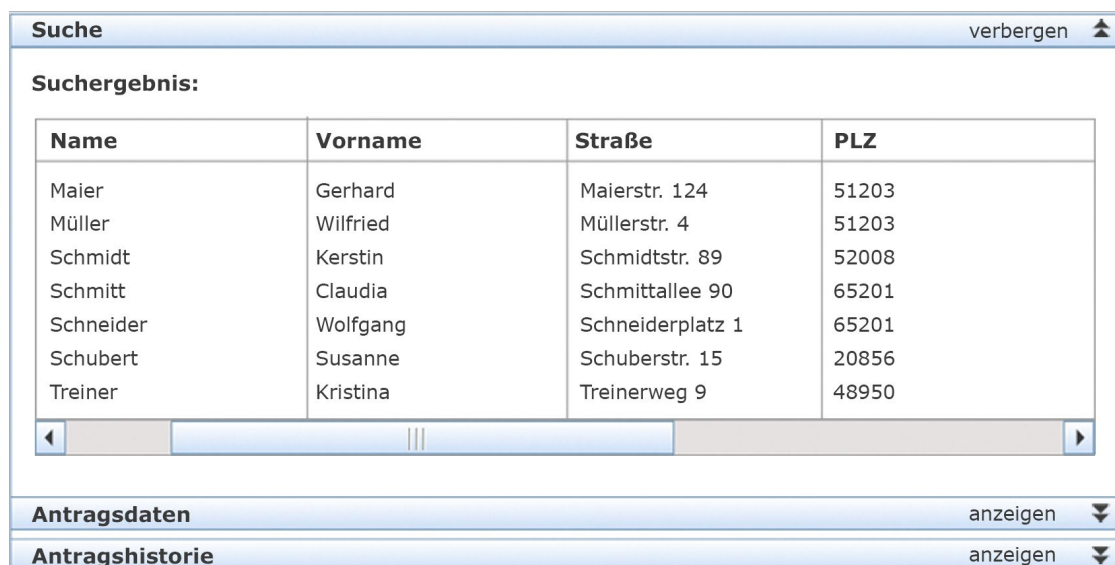 Suche verbergen
Suchergebnis:
Name Vorname Straße PLZ
Maier Gerhard Maierstr. 124 51203
Müller Wilfried Müllerstr. 4 51203
Schmidt Kerstin Schmidtstr. 89 52008
Schmitt Claudia Schmittallee 90 65201
Schneider Wolfgang Schneiderplatz 1 65201
Schubert Susanne Schuberstr. 15 20856
Treiner Kristina Treinerweg 9 48950
Antragsdaten anzeigen
Antragshistorie anzeigen